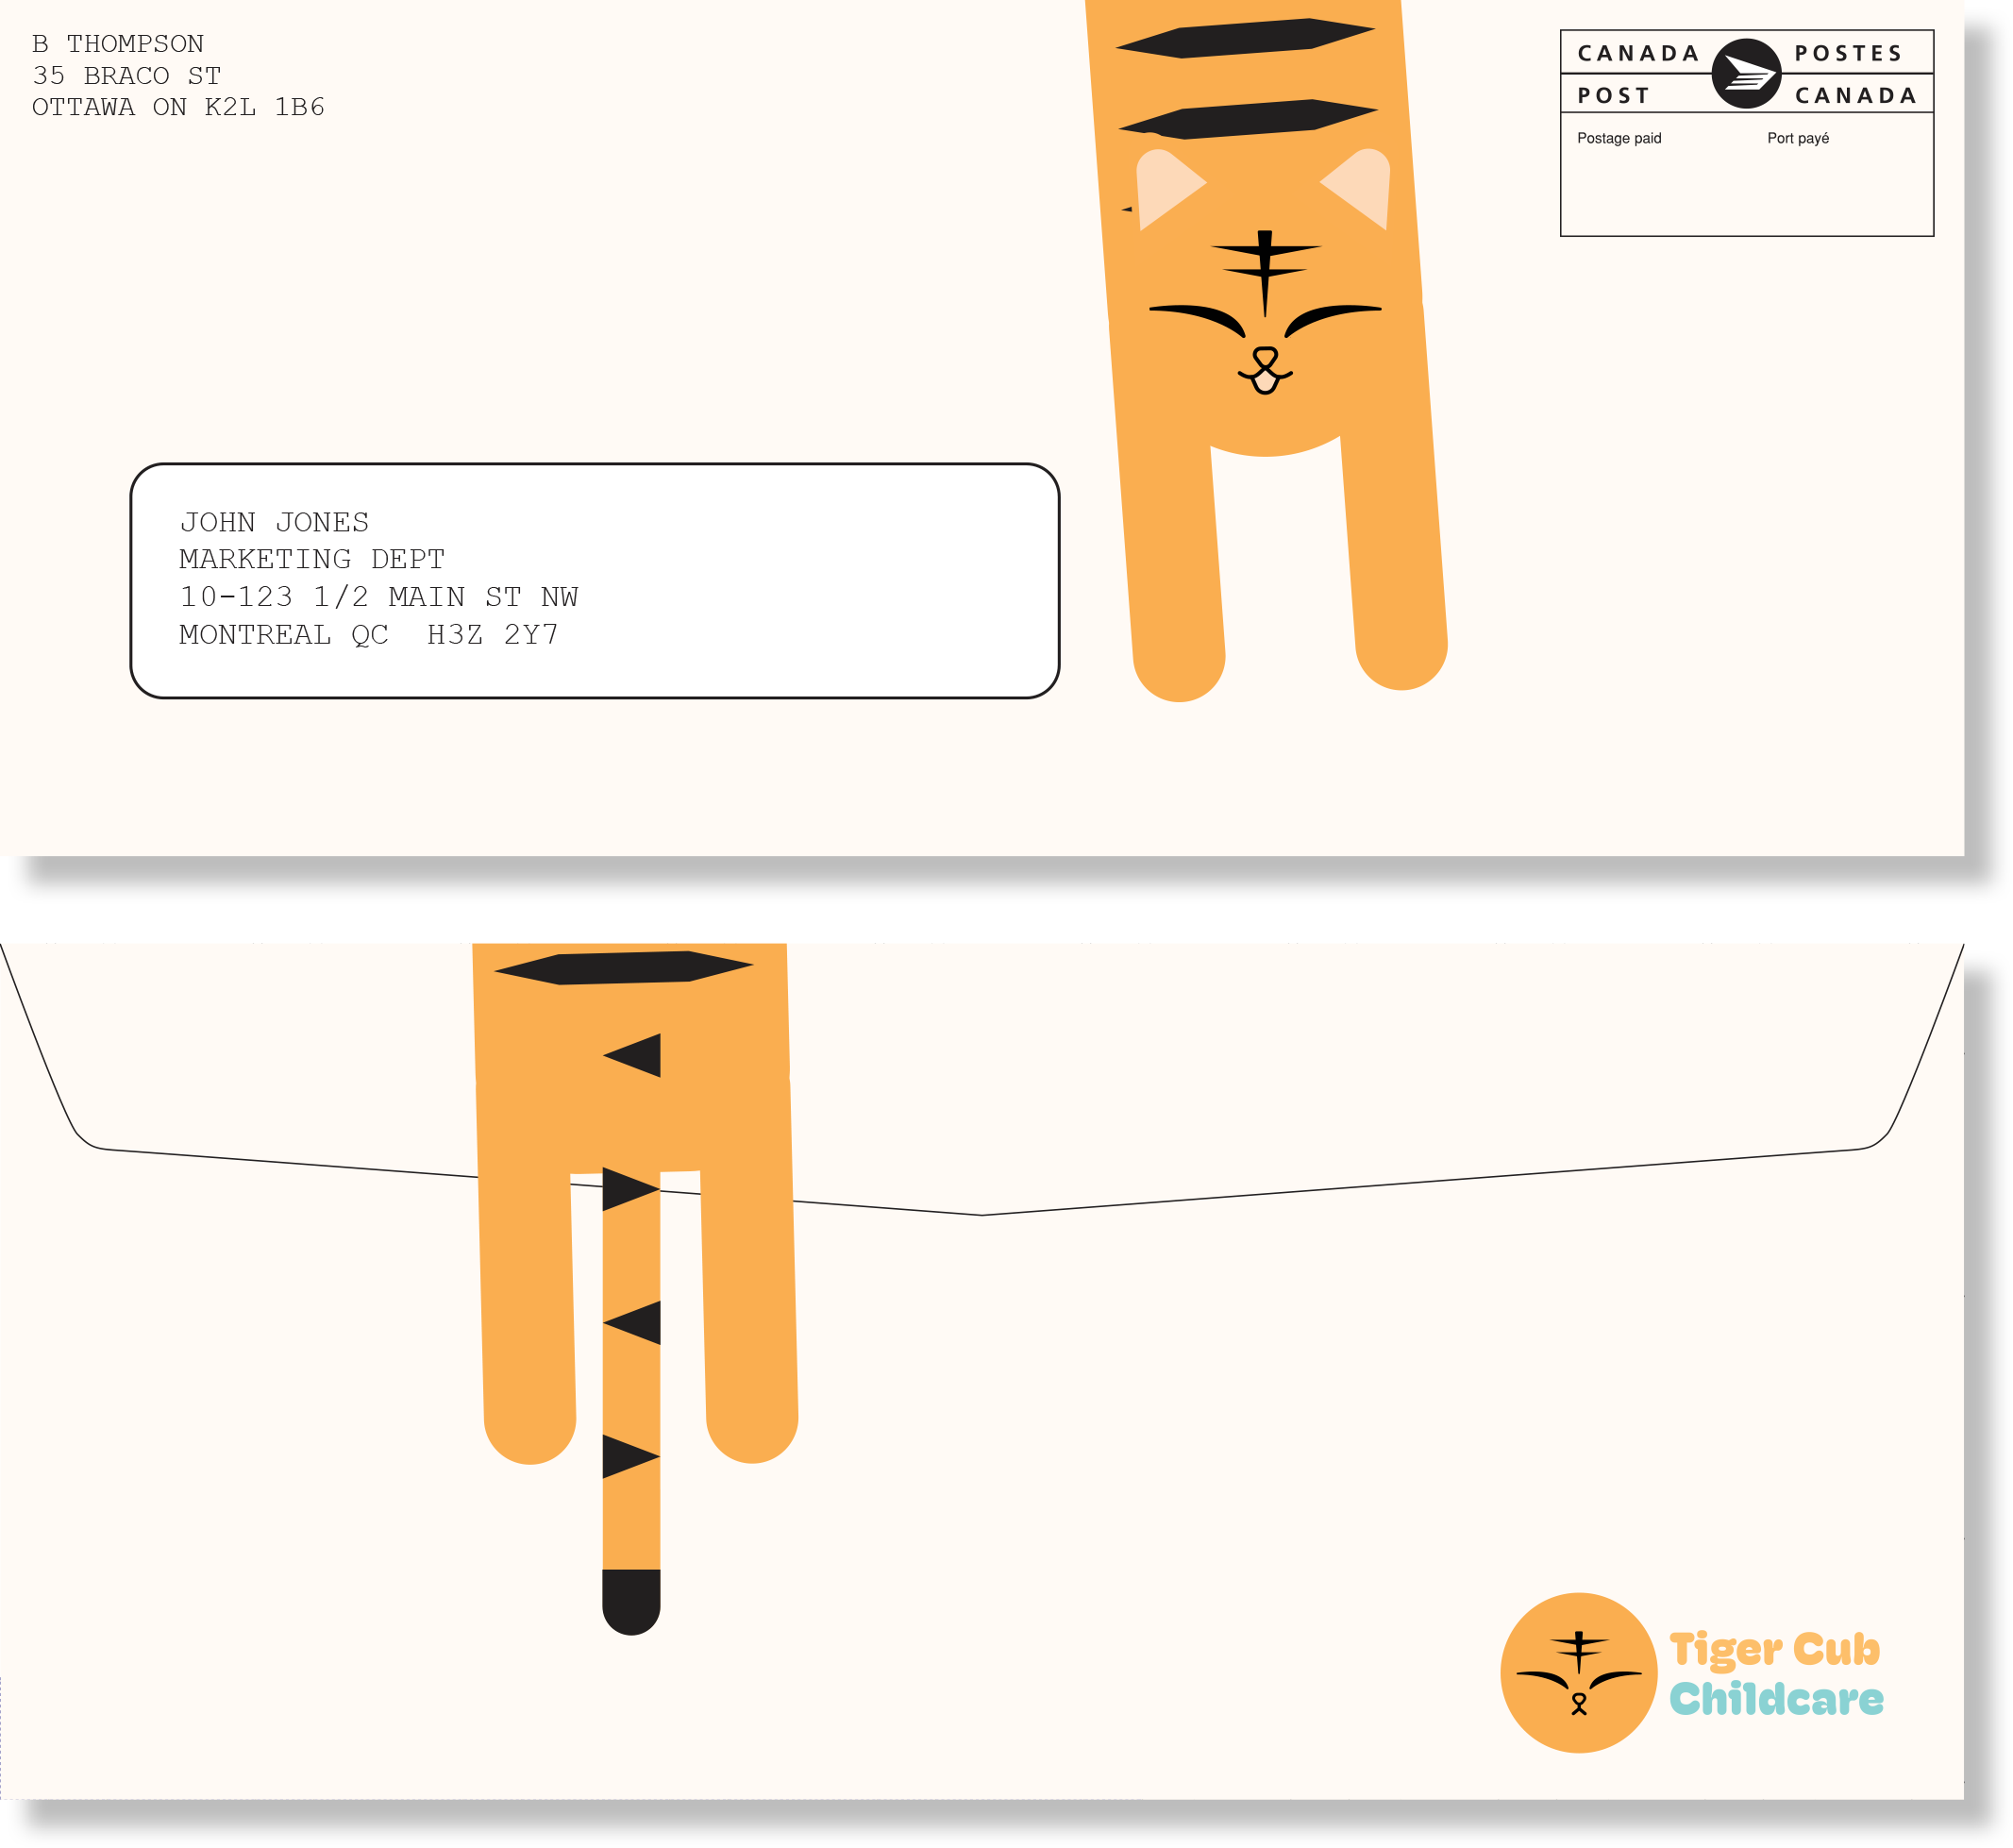 B THOMPSON
35 BRACO ST
OTTAWA ON K2L 1B6
CANADA POSTES
POST CANADA
Postage paid Port payé
JOHN JONES
MARKETING DEPT
10-123 1/2 MAIN ST NW
MONTREAL QC  H3Z 2Y7
Tiger Cub
Childcare